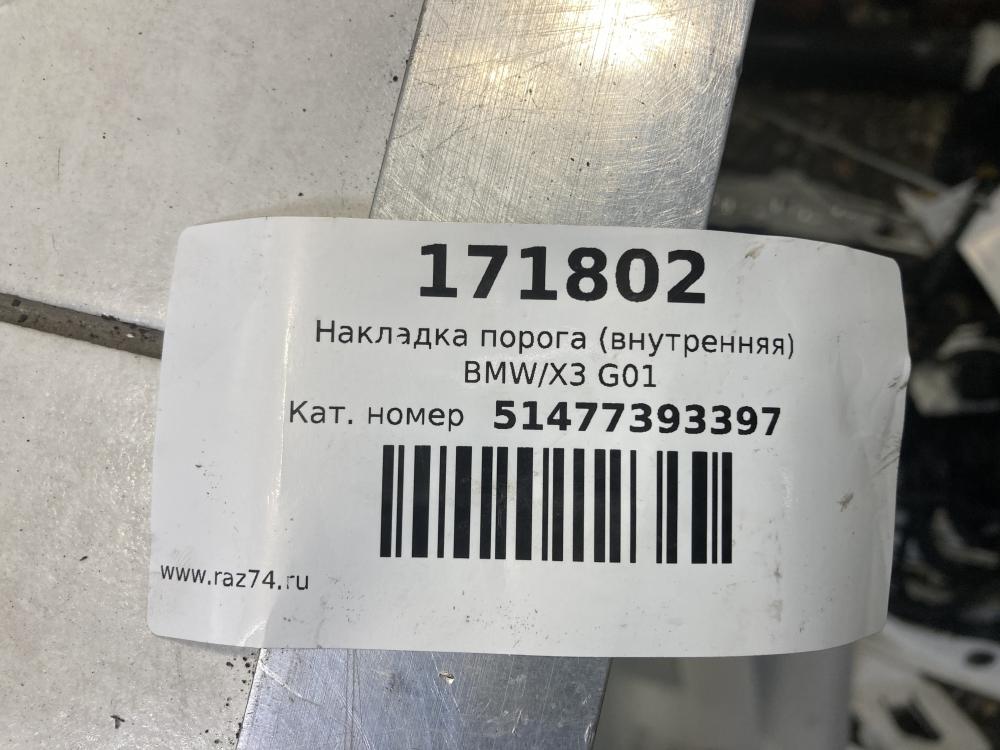 171802
Накладка порога (внутренняя)
BMW/X3 G01
Кат. номер 51477393397
www.raz74.ru